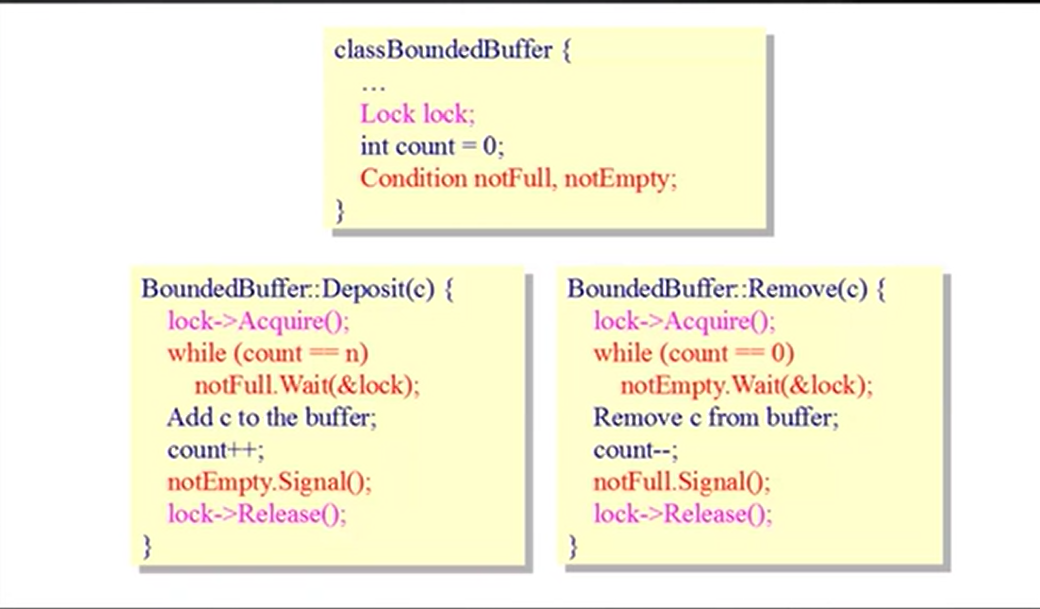 classBoundedBuffer {
…
Lock lock;
int count = 0;
Condition notFull, notEmpty;
}
BoundedBuffer::Deposit(c) {
lock->Acquire();
while (count == n)
notFull.Wait(&lock);
Add c to the buffer;
count++;
notEmpty.Signal();
lock->Release();
}
BoundedBuffer::Remove(c) {
lock->Acquire();
while (count == 0)
notEmpty.Wait(&lock);
Remove c from buffer;
count--;
notFull.Signal();
lock->Release();
}